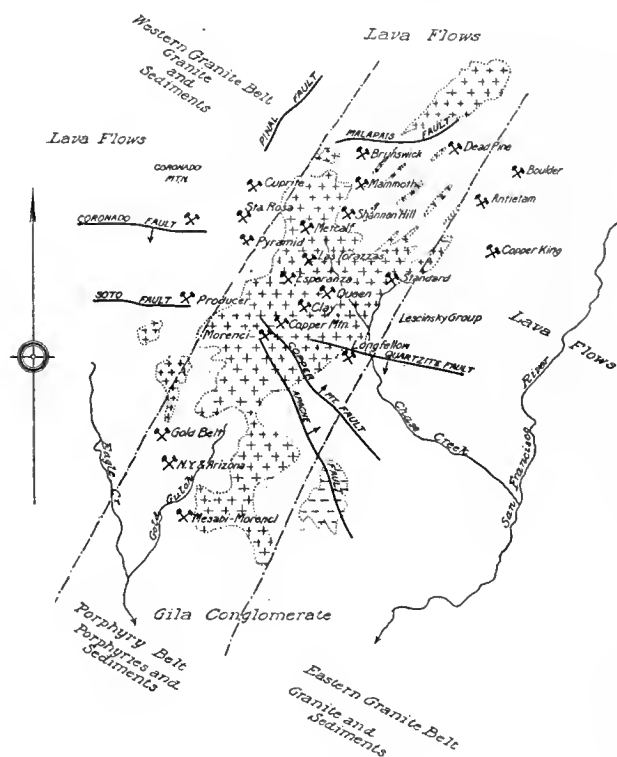 Western Granite Belt
Granite
and
Sediments
Lava Flows
PINAL FAULT
MALAPAIS
FAULT
Lava Flows
CORONADO
MTN.
Brunswick
Dead Pine
Boulder
Cuprite
Mammoth
Antietam
Sta. Rosa
Shannon Hill
CORONADO FAULT
Metcalf
Pyramid
Copper King
Las Torazzas
Esperanza
Standard
SOTO FAULT
Producer
Queen
Clay
Lescinsky Group
Lava Flows
Copper Mtn.
Morenci
Longfellow
QUARTZITE FAULT
COPPER
MT. FAULT
APACHE
FAULT
Chase
Creek
San Francisco
River
Gold Belt
Eagle Cr.
N.Y. & Arizona
Gold Gulch
Mesabi-Morenci
Gila Conglomerate
Porphyry Belt
Porphyries and
Sediments
Eastern Granite Belt
Granite and
Sediments